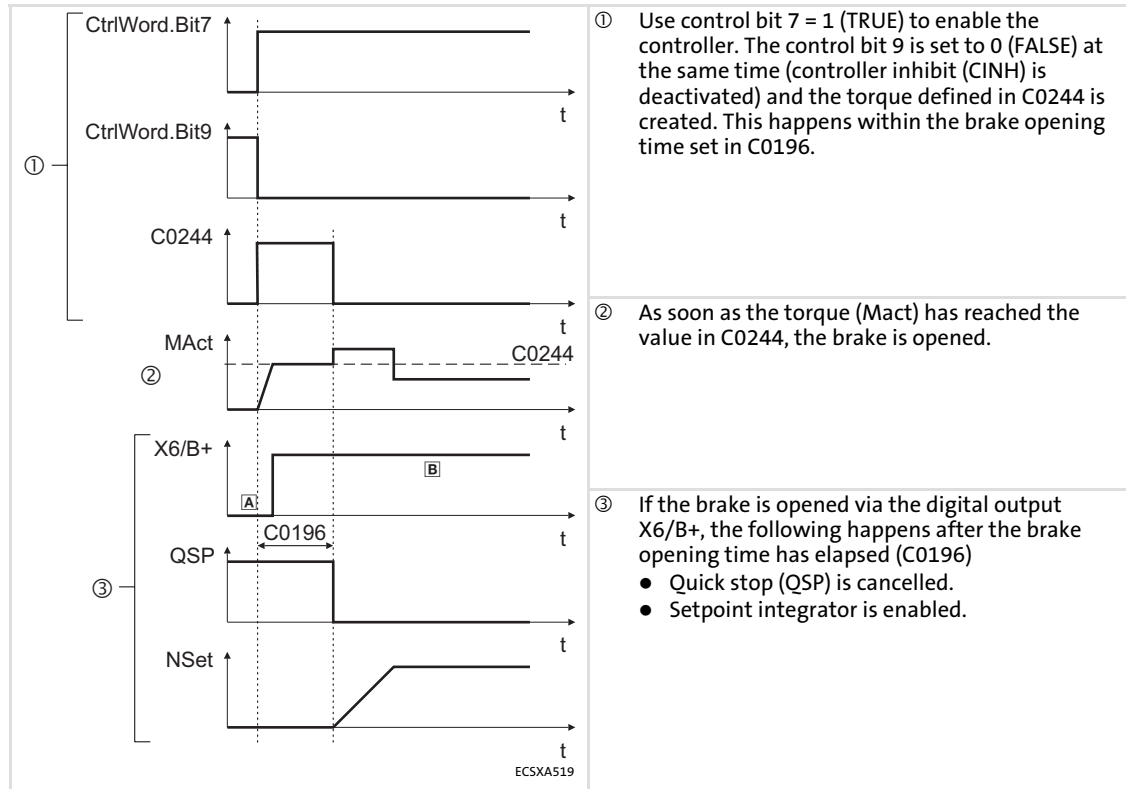 CtrlWord.Bit7
t
CtrlWord.Bit9
t
①
C0244
t
MAct
C0244
②
t
X6/B+
A
B
C0196
t
QSP
③
t
NSet
t
ECSXA519
① Use control bit 7 = 1 (TRUE) to enable the
controller. The control bit 9 is set to 0 (FALSE) at
the same time (controller inhibit (CINH) is
deactivated) and the torque defined in C0244 is
created. This happens within the brake opening
time set in C0196.
② As soon as the torque (Mact) has reached the
value in C0244, the brake is opened.
③ If the brake is opened via the digital output
X6/B+, the following happens after the brake
opening time has elapsed (C0196)
● Quick stop (QSP) is cancelled.
● Setpoint integrator is enabled.